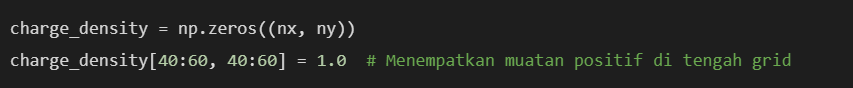 charge_density = np.zeros((nx, ny))
charge_density[40:60, 40:60] = 1.0  # Menempatkan muatan positif di tengah grid